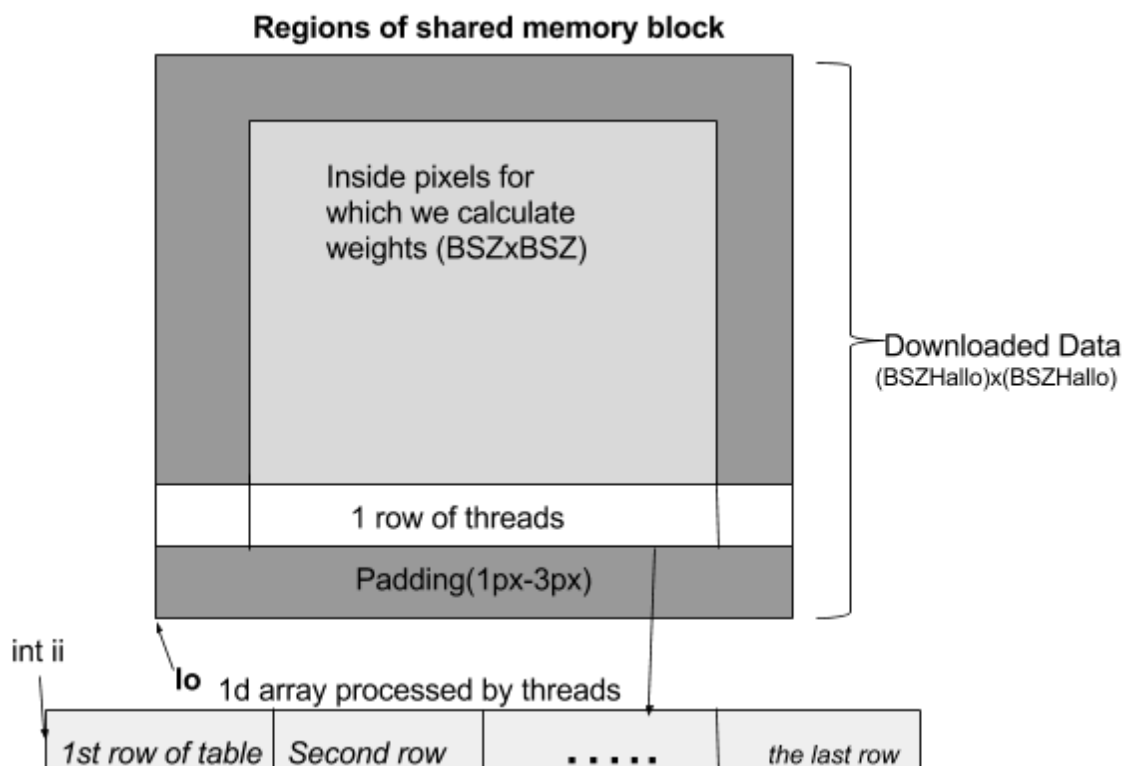 Regions of shared memory block
Inside pixels for
which we calculate
weights (BSZxBSZ)
Downloaded Data
(BSZHallo)x(BSZHallo)
1 row of threads
Padding(1px-3px)
int ii
Io 1d array processed by threads
1st row of table Second row ..... the last row